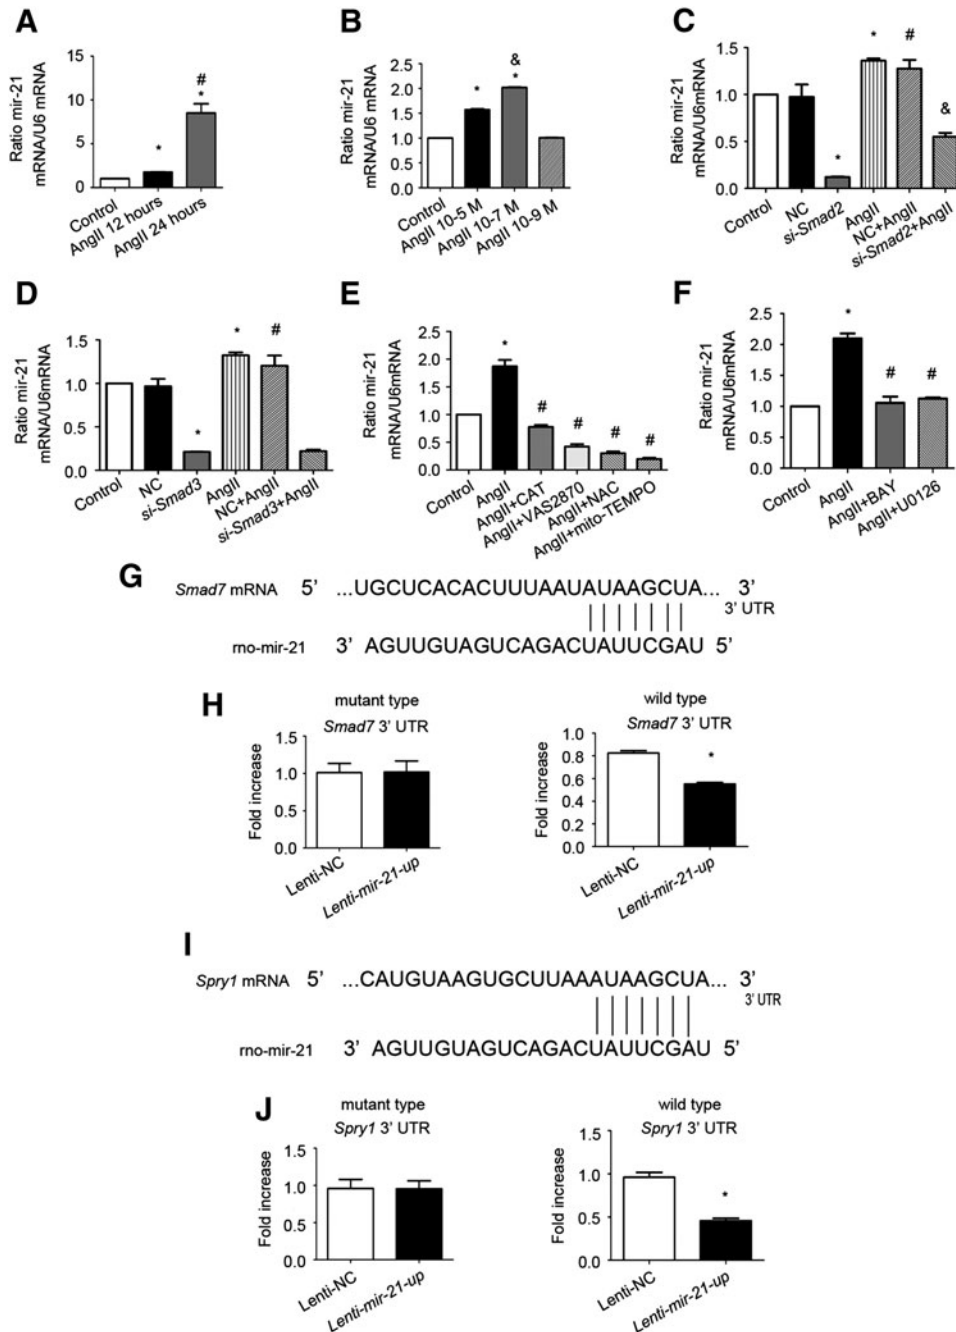 A
Ratio mir-21
mRNA/U6 mRNA
15
10
5
0
#
*
*
Control
AngII 12 hours
AngII 24 hours
B
Ratio mir-21
mRNA/U6 mRNA
2.5
2.0
1.5
1.0
0.5
0.0
&
*
*
Control
AngII 10-5 M
AngII 10-7 M
AngII 10-9 M
C
Ratio mir-21
mRNA/U6mRNA
1.5
1.0
0.5
0.0
*
*
#
&
Control
NC
si-Smad2
AngII
NC+AngII
si-Smad2+AngII
D
Ratio mir-21
mRNA/U6mRNA
1.5
1.0
0.5
0.0
*
*
#
Control
NC
si-Smad3
AngII
NC+AngII
si-Smad3+AngII
E
Ratio mir-21
mRNA/U6mRNA
2.5
2.0
1.5
1.0
0.5
0.0
*
#
#
#
#
Control
AngII
AngII+CAT
AngII+VAS2870
AngII+NAC
AngII+mito-TEMPO
F
Ratio mir-21
mRNA/U6mRNA
2.5
2.0
1.5
1.0
0.5
0.0
*
#
#
Control
AngII
AngII+BAY
AngII+U0126
G
Smad7 mRNA 5’ ...UGCUCACACUUUAAUAUAAGCUA... 3’
3’ UTR
rno-mir-21 3’ AGUUGUAGUCAGACUAUUCGAU 5’
H
mutant type
Smad7 3’ UTR
Fold increase
1.5
1.0
0.5
0.0
Lenti-NC
Lenti-mir-21-up
wild type
Smad7 3’ UTR
Fold increase
1.0
0.8
0.6
0.4
0.2
0.0
*
Lenti-NC
Lenti-mir-21-up
I
Spry1 mRNA 5’ ...CAUGUAAGUGCUUAAAUAAGCUA... 3’
3’ UTR
rno-mir-21 3’ AGUUGUAGUCAGACUAUUCGAU 5’
J
mutant type
Spry1 3’ UTR
Fold increase
1.5
1.0
0.5
0.0
Lenti-NC
Lenti-mir-21-up
wild type
Spry1 3’ UTR
Fold increase
1.5
1.0
0.5
0.0
*
Lenti-NC
Lenti-mir-21-up